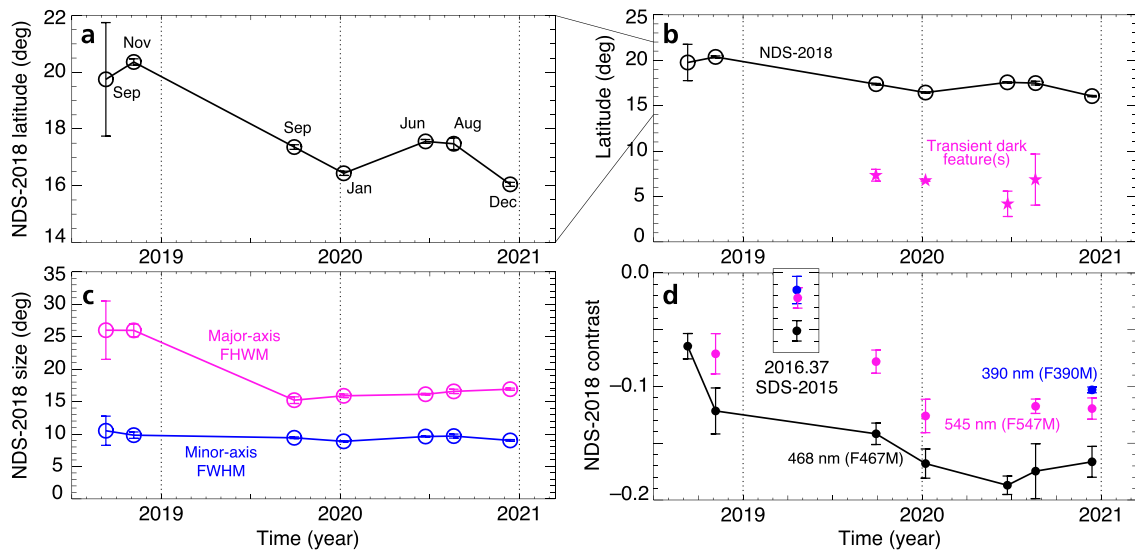 a
NDS-2018 latitude (deg)
22
20
18
16
14
Sep
Nov
Sep
Jan
Jun
Aug
Dec
2019
2020
2021
b
Latitude (deg)
25
20
15
10
5
0
NDS-2018
Transient dark
feature(s)
2019
2020
2021
c
NDS-2018 size (deg)
35
30
25
20
15
10
5
0
Major-axis
FHWM
Minor-axis
FWHM
2019
2020
2021
Time (year)
d
NDS-2018 contrast
0.0
−0.1
−0.2
2016.37
SDS-2015
390 nm (F390M)
545 nm (F547M)
468 nm (F467M)
2019
2020
2021
Time (year)